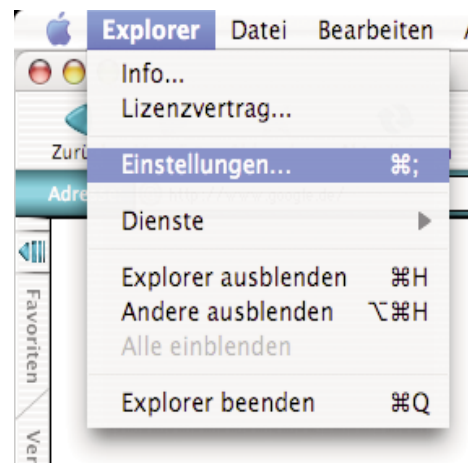 Explorer Datei Bearbeiten
Info...
Lizenzvertrag...
Zurü
Einstellungen... ⌘;
Adre
Dienste
Explorer ausblenden ⌘H
Andere ausblenden ⌥⌘H
Alle einblenden
Explorer beenden ⌘Q
Favoriten
Ver